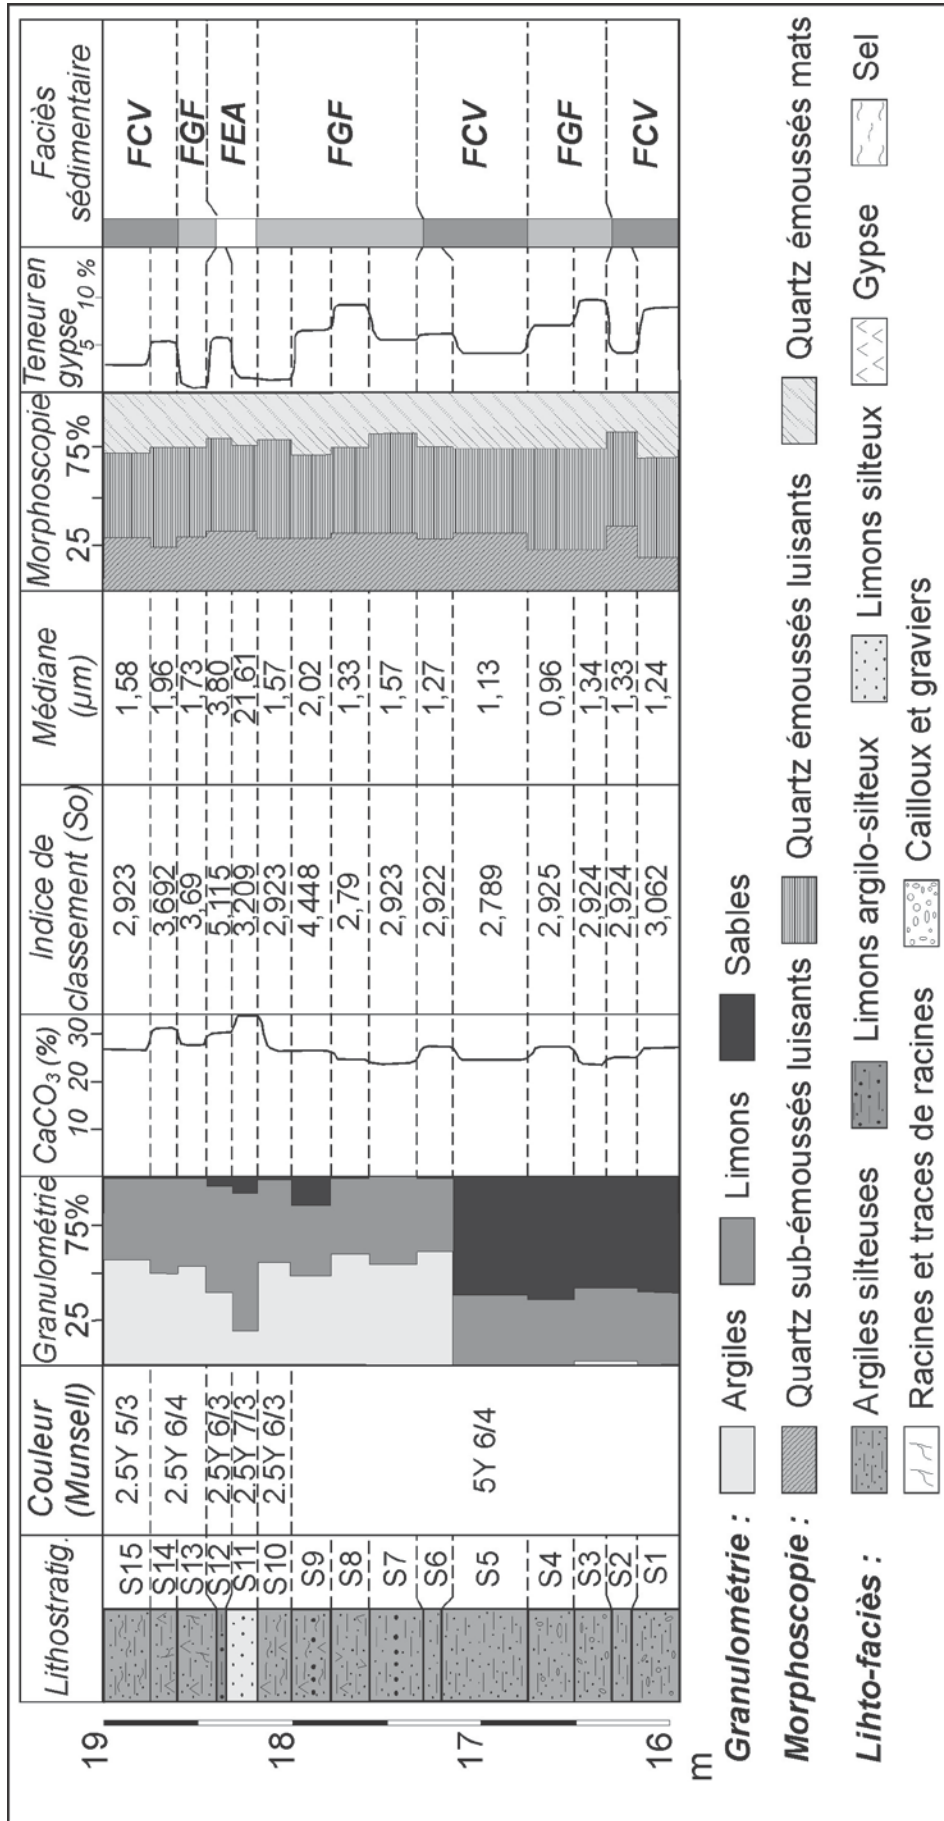 Lithostratig.
Couleur
(Munsell)
Granulométrie
25 75%
CaCO3 (%)
10 20 30
Indice de
classement (So)
Médiane
(µm)
Morphoscopie
25 75%
Teneur en
gypse
5 10 %
Faciès
sédimentaire
19
18
17
16
m
S15
S14
S13
S12
S11
S10
S9
S8
S7
S6
S5
S4
S3
S2
S1
2.5Y 5/3
2.5Y 6/4
2.5Y 6/3
2.5Y 7/3
2.5Y 6/3
5Y 6/4
2,923
3,692
3,69
5,115
3,209
2,923
4,448
2,79
2,923
2,922
2,789
2,925
2,924
2,924
3,062
1,58
1,96
1,73
3,80
21,61
1,57
2,02
1,33
1,57
1,27
1,13
0,96
1,34
1,33
1,24
FCV
FGF
FEA
FGF
FCV
FGF
FCV
Granulométrie : Argiles Limons Sables
Morphoscopie : Quartz sub-émoussés luisants Quartz émoussés luisants Quartz émoussés mats
Lihto-faciès : Argiles silteuses Limons argilo-silteux Limons silteux Gypse Sel
Racines et traces de racines Cailloux et graviers